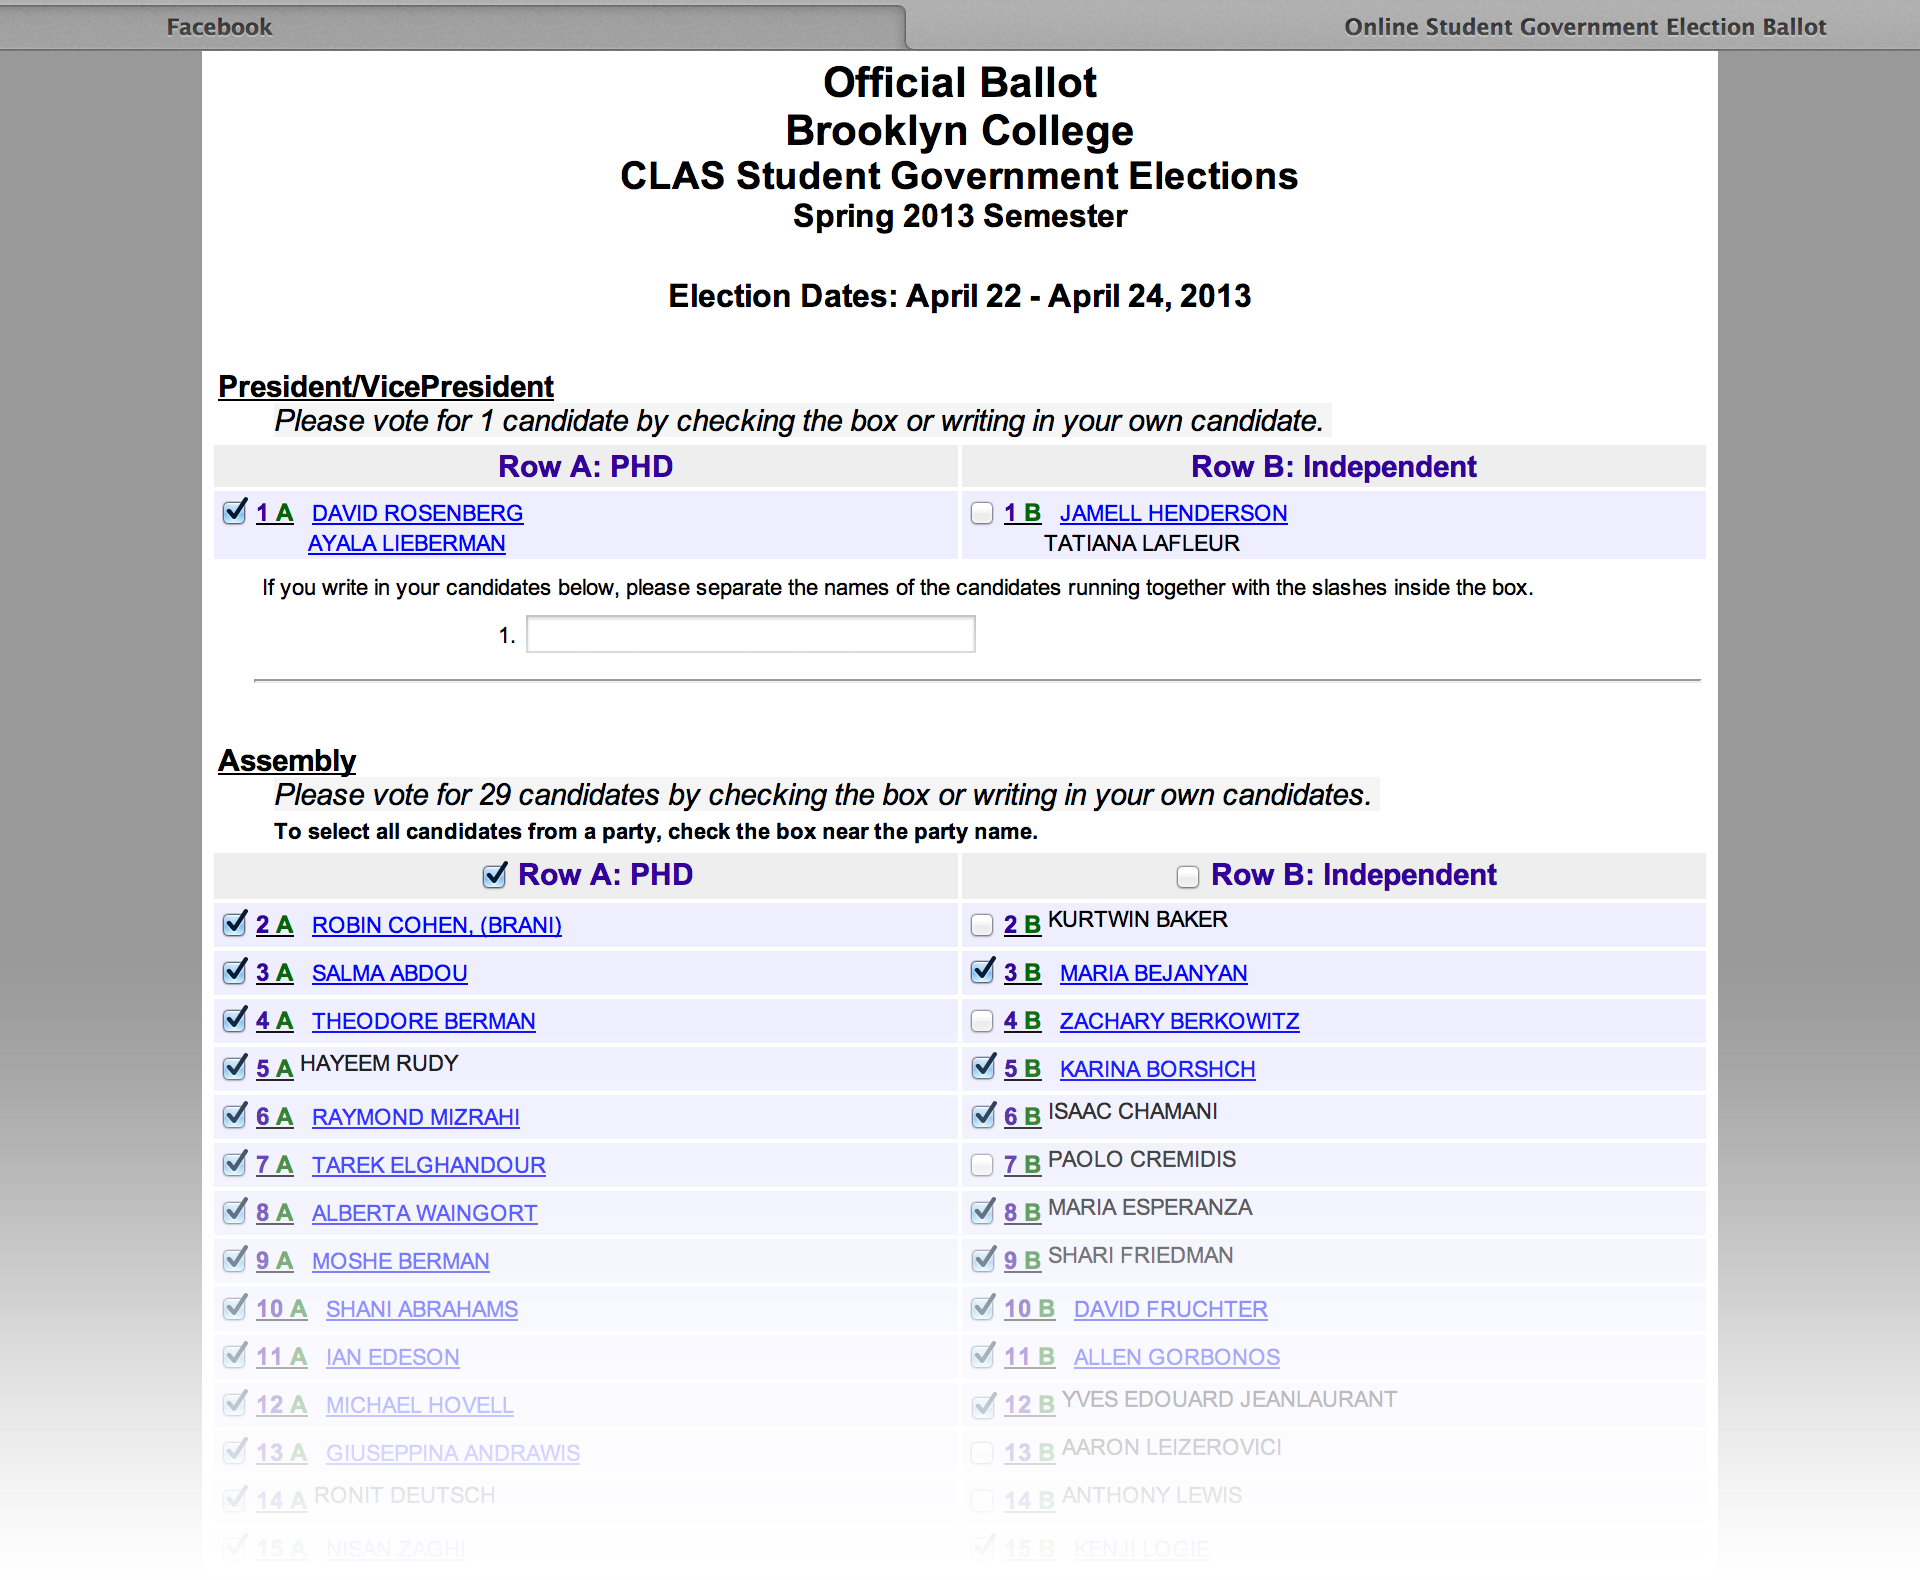 Facebook
Online Student Government Election Ballot
Official Ballot
Brooklyn College
CLAS Student Government Elections
Spring 2013 Semester
Election Dates: April 22 - April 24, 2013
President/VicePresident
Please vote for 1 candidate by checking the box or writing in your own candidate.
Row A: PHD
Row B: Independent
1 A DAVID ROSENBERG
AYALA LIEBERMAN
1 B JAMELL HENDERSON
TATIANA LAFLEUR
If you write in your candidates below, please separate the names of the candidates running together with the slashes inside the box.
1.
Assembly
Please vote for 29 candidates by checking the box or writing in your own candidates.
To select all candidates from a party, check the box near the party name.
Row A: PHD
Row B: Independent
2 A ROBIN COHEN, (BRANI)
2 B KURTWIN BAKER
3 A SALMA ABDOU
3 B MARIA BEJANYAN
4 A THEODORE BERMAN
4 B ZACHARY BERKOWITZ
5 A HAYEEM RUDY
5 B KARINA BORSHCH
6 A RAYMOND MIZRAHI
6 B ISAAC CHAMANI
7 A TAREK ELGHANDOUR
7 B PAOLO CREMIDIS
8 A ALBERTA WAINGORT
8 B MARIA ESPERANZA
9 A MOSHE BERMAN
9 B SHARI FRIEDMAN
10 A SHANI ABRAHAMS
10 B DAVID FRUCHTER
11 A IAN EDESON
11 B ALLEN GORBONOS
12 A MICHAEL HOVELL
12 B YVES EDOUARD JEANLAURANT
13 A GIUSEPPINA ANDRAWIS
13 B AARON LEIZEROVICI
14 A RONIT DEUTSCH
14 B ANTHONY LEWIS
15 A NISAN ZAGHI
15 B KENJI LOGIE